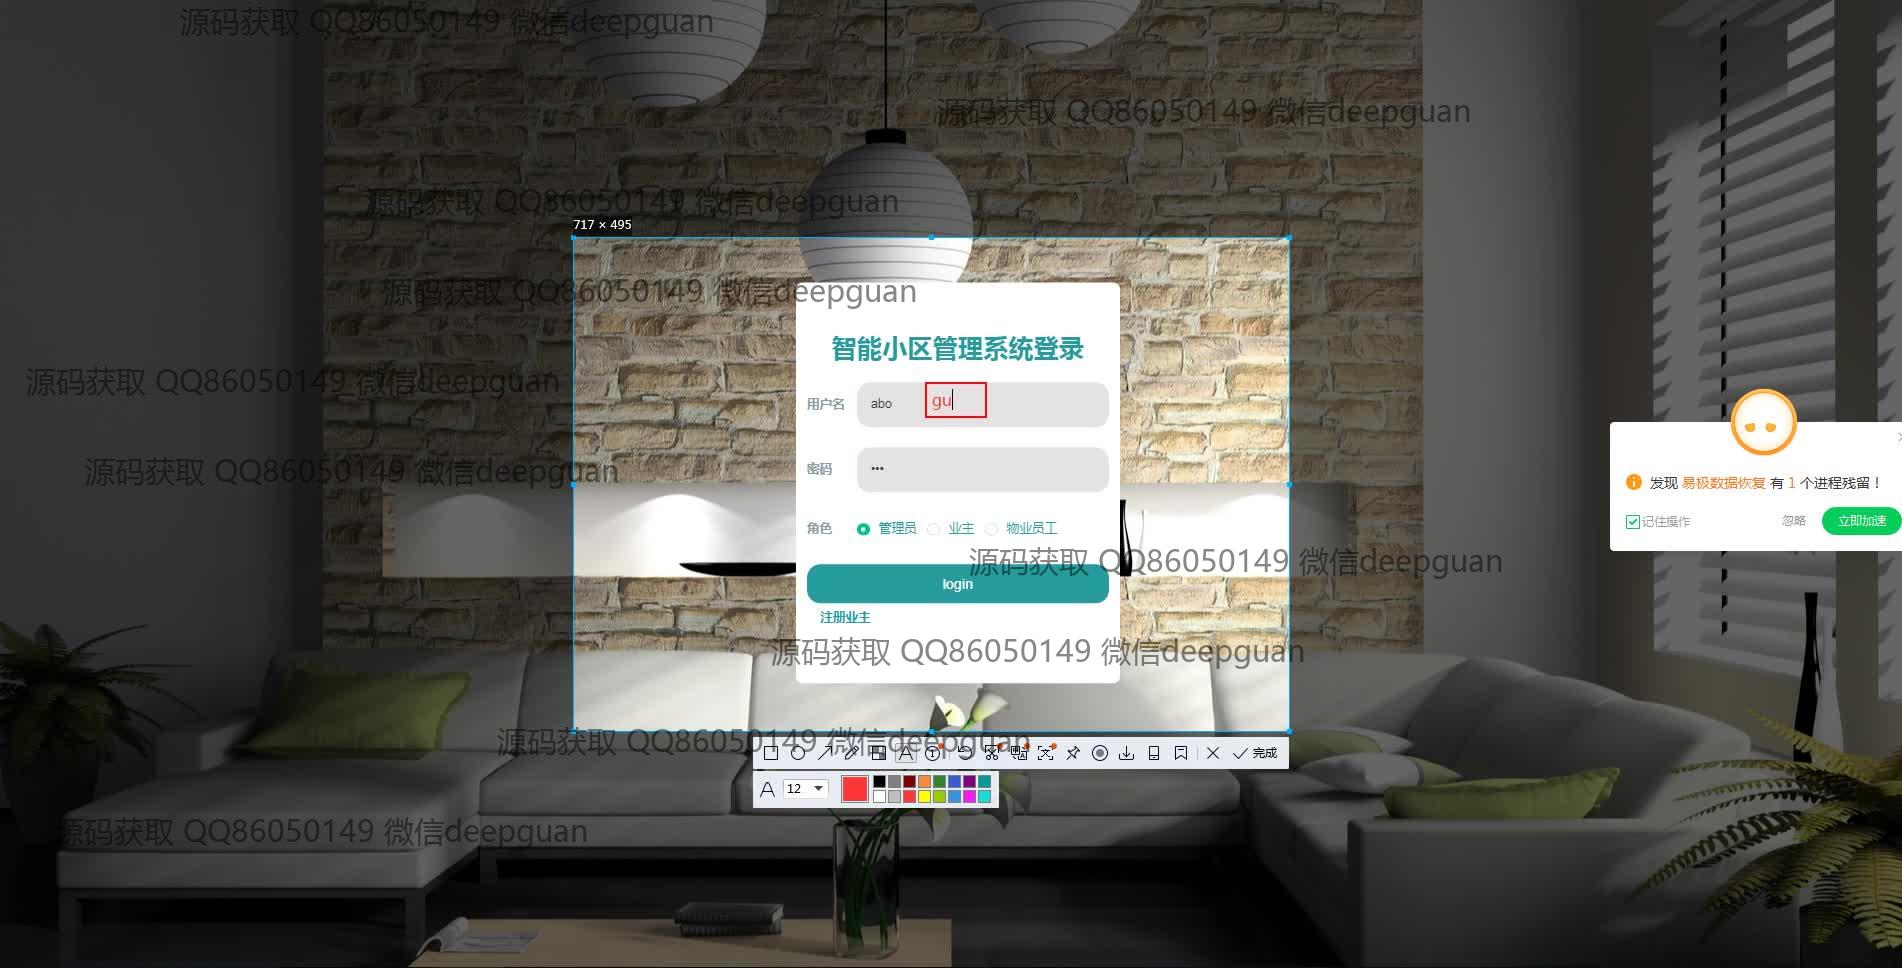 源码获取 QQ86050149 微信deepguan
源码获取 QQ86050149 微信deepguan
源码获取 QQ86050149 微信deepguan
717 × 495
源码获取 QQ86050149 微信deepguan
智能小区管理系统登录
源码获取 QQ86050149 微信deepguan
用户名 abo gu
源码获取 QQ86050149 微信deepguan
密码 •••
发现 易极数据恢复 有 1 个进程残留！
记住操作 忽略 立即加速
角色 管理员 业主 物业员工
源码获取 QQ86050149 微信deepguan
login
注册业主
源码获取 QQ86050149 微信deepguan
源码获取 QQ86050149 微信deepguan
完成
A 12
源码获取 QQ86050149 微信deepguan